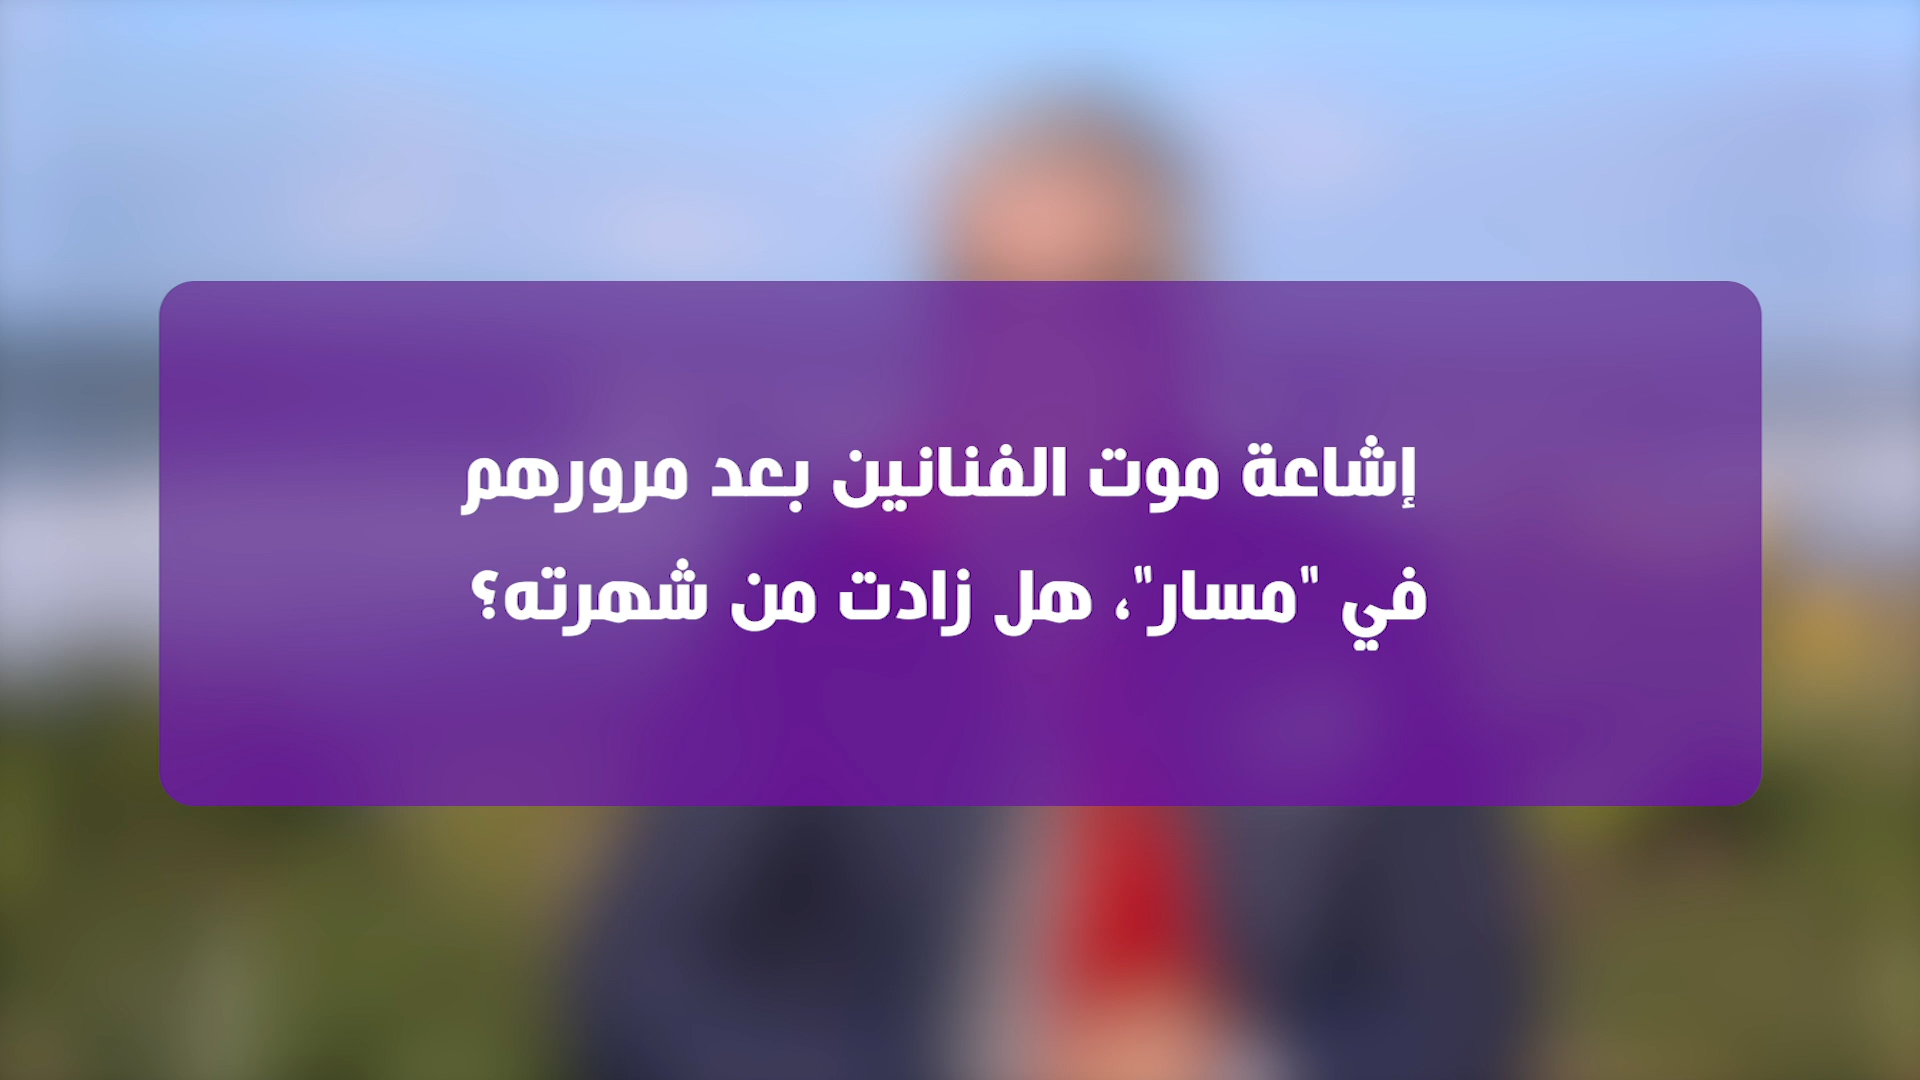 إشاعة موت الفنانين بعد مرورهم
في "مسار"، هل زادت من شهرته؟